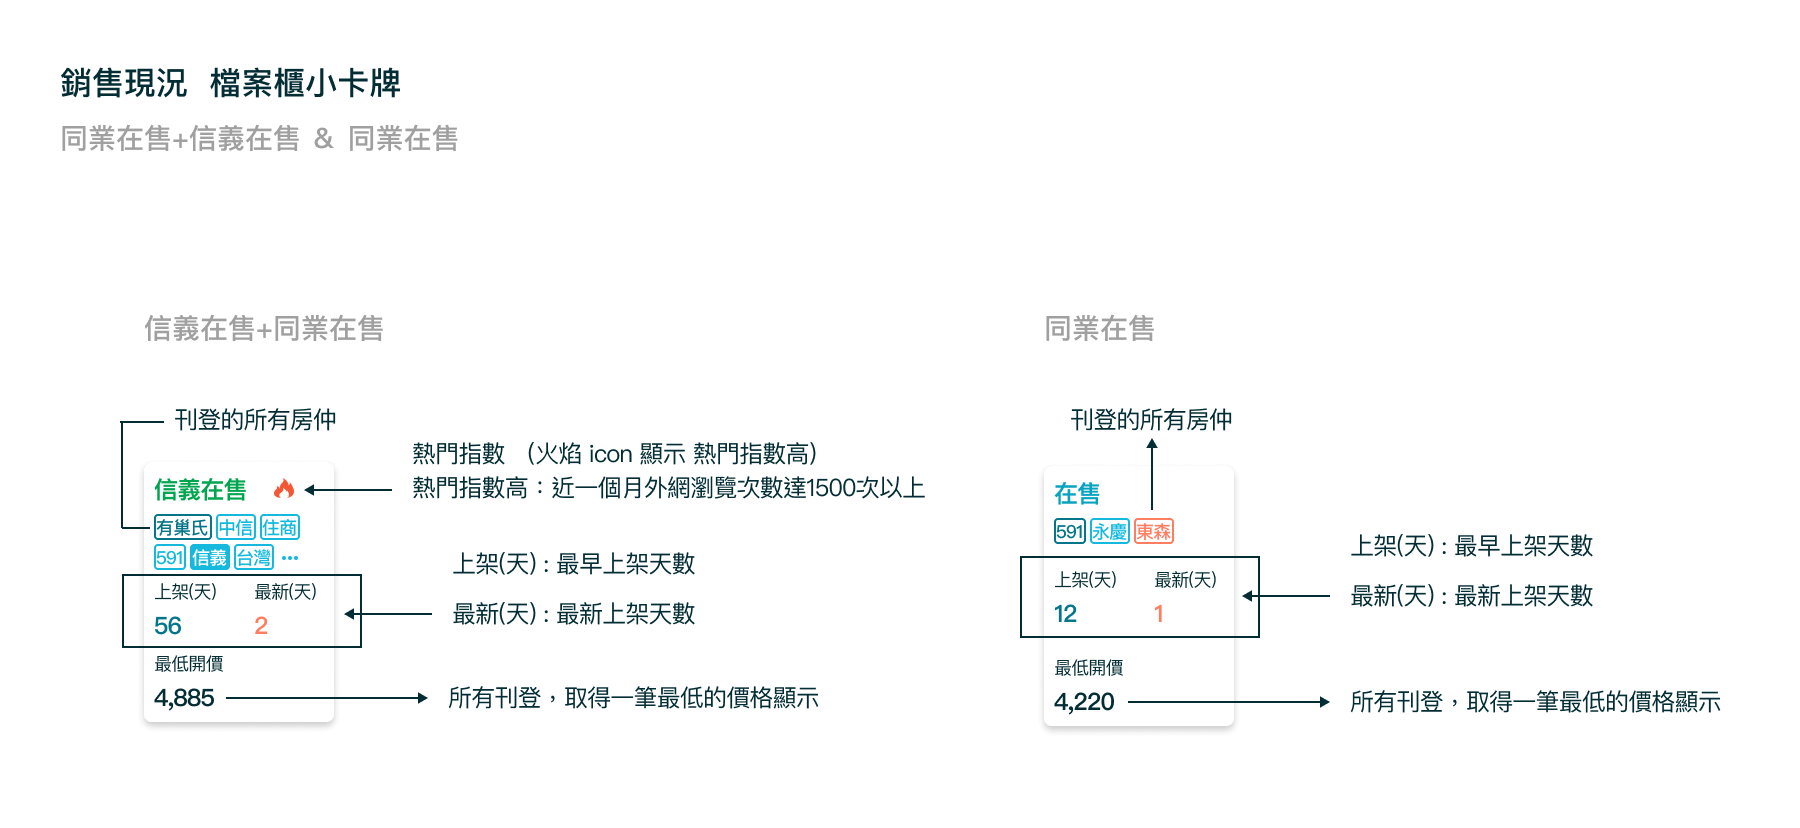 銷售現況 檔案櫃小卡牌
同業在售+信義在售 & 同業在售
信義在售+同業在售
刊登的所有房仲
熱門指數 （火焰 icon 顯示 熱門指數高）
熱門指數高：近一個月外網瀏覽次數達1500次以上
信義在售
有巢氏 中信 住商
591 信義 台灣 •••
上架(天) 最新(天)
56 2
上架(天) : 最早上架天數
最新(天) : 最新上架天數
最低開價
4,885
所有刊登，取得一筆最低的價格顯示
同業在售
刊登的所有房仲
在售
591 永慶 東森
上架(天) 最新(天)
12 1
上架(天) : 最早上架天數
最新(天) : 最新上架天數
最低開價
4,220
所有刊登，取得一筆最低的價格顯示